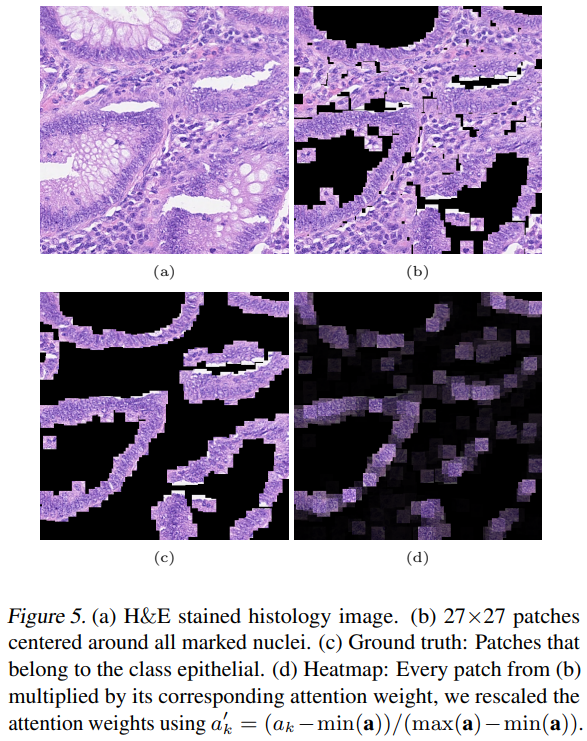 (a)
(b)
(c)
(d)
Figure 5. (a) H&E stained histology image. (b) 27×27 patches
centered around all marked nuclei. (c) Ground truth: Patches that
belong to the class epithelial. (d) Heatmap: Every patch from (b)
multiplied by its corresponding attention weight, we rescaled the
attention weights using a′ₖ = (aₖ − min(a))/(max(a) − min(a)).